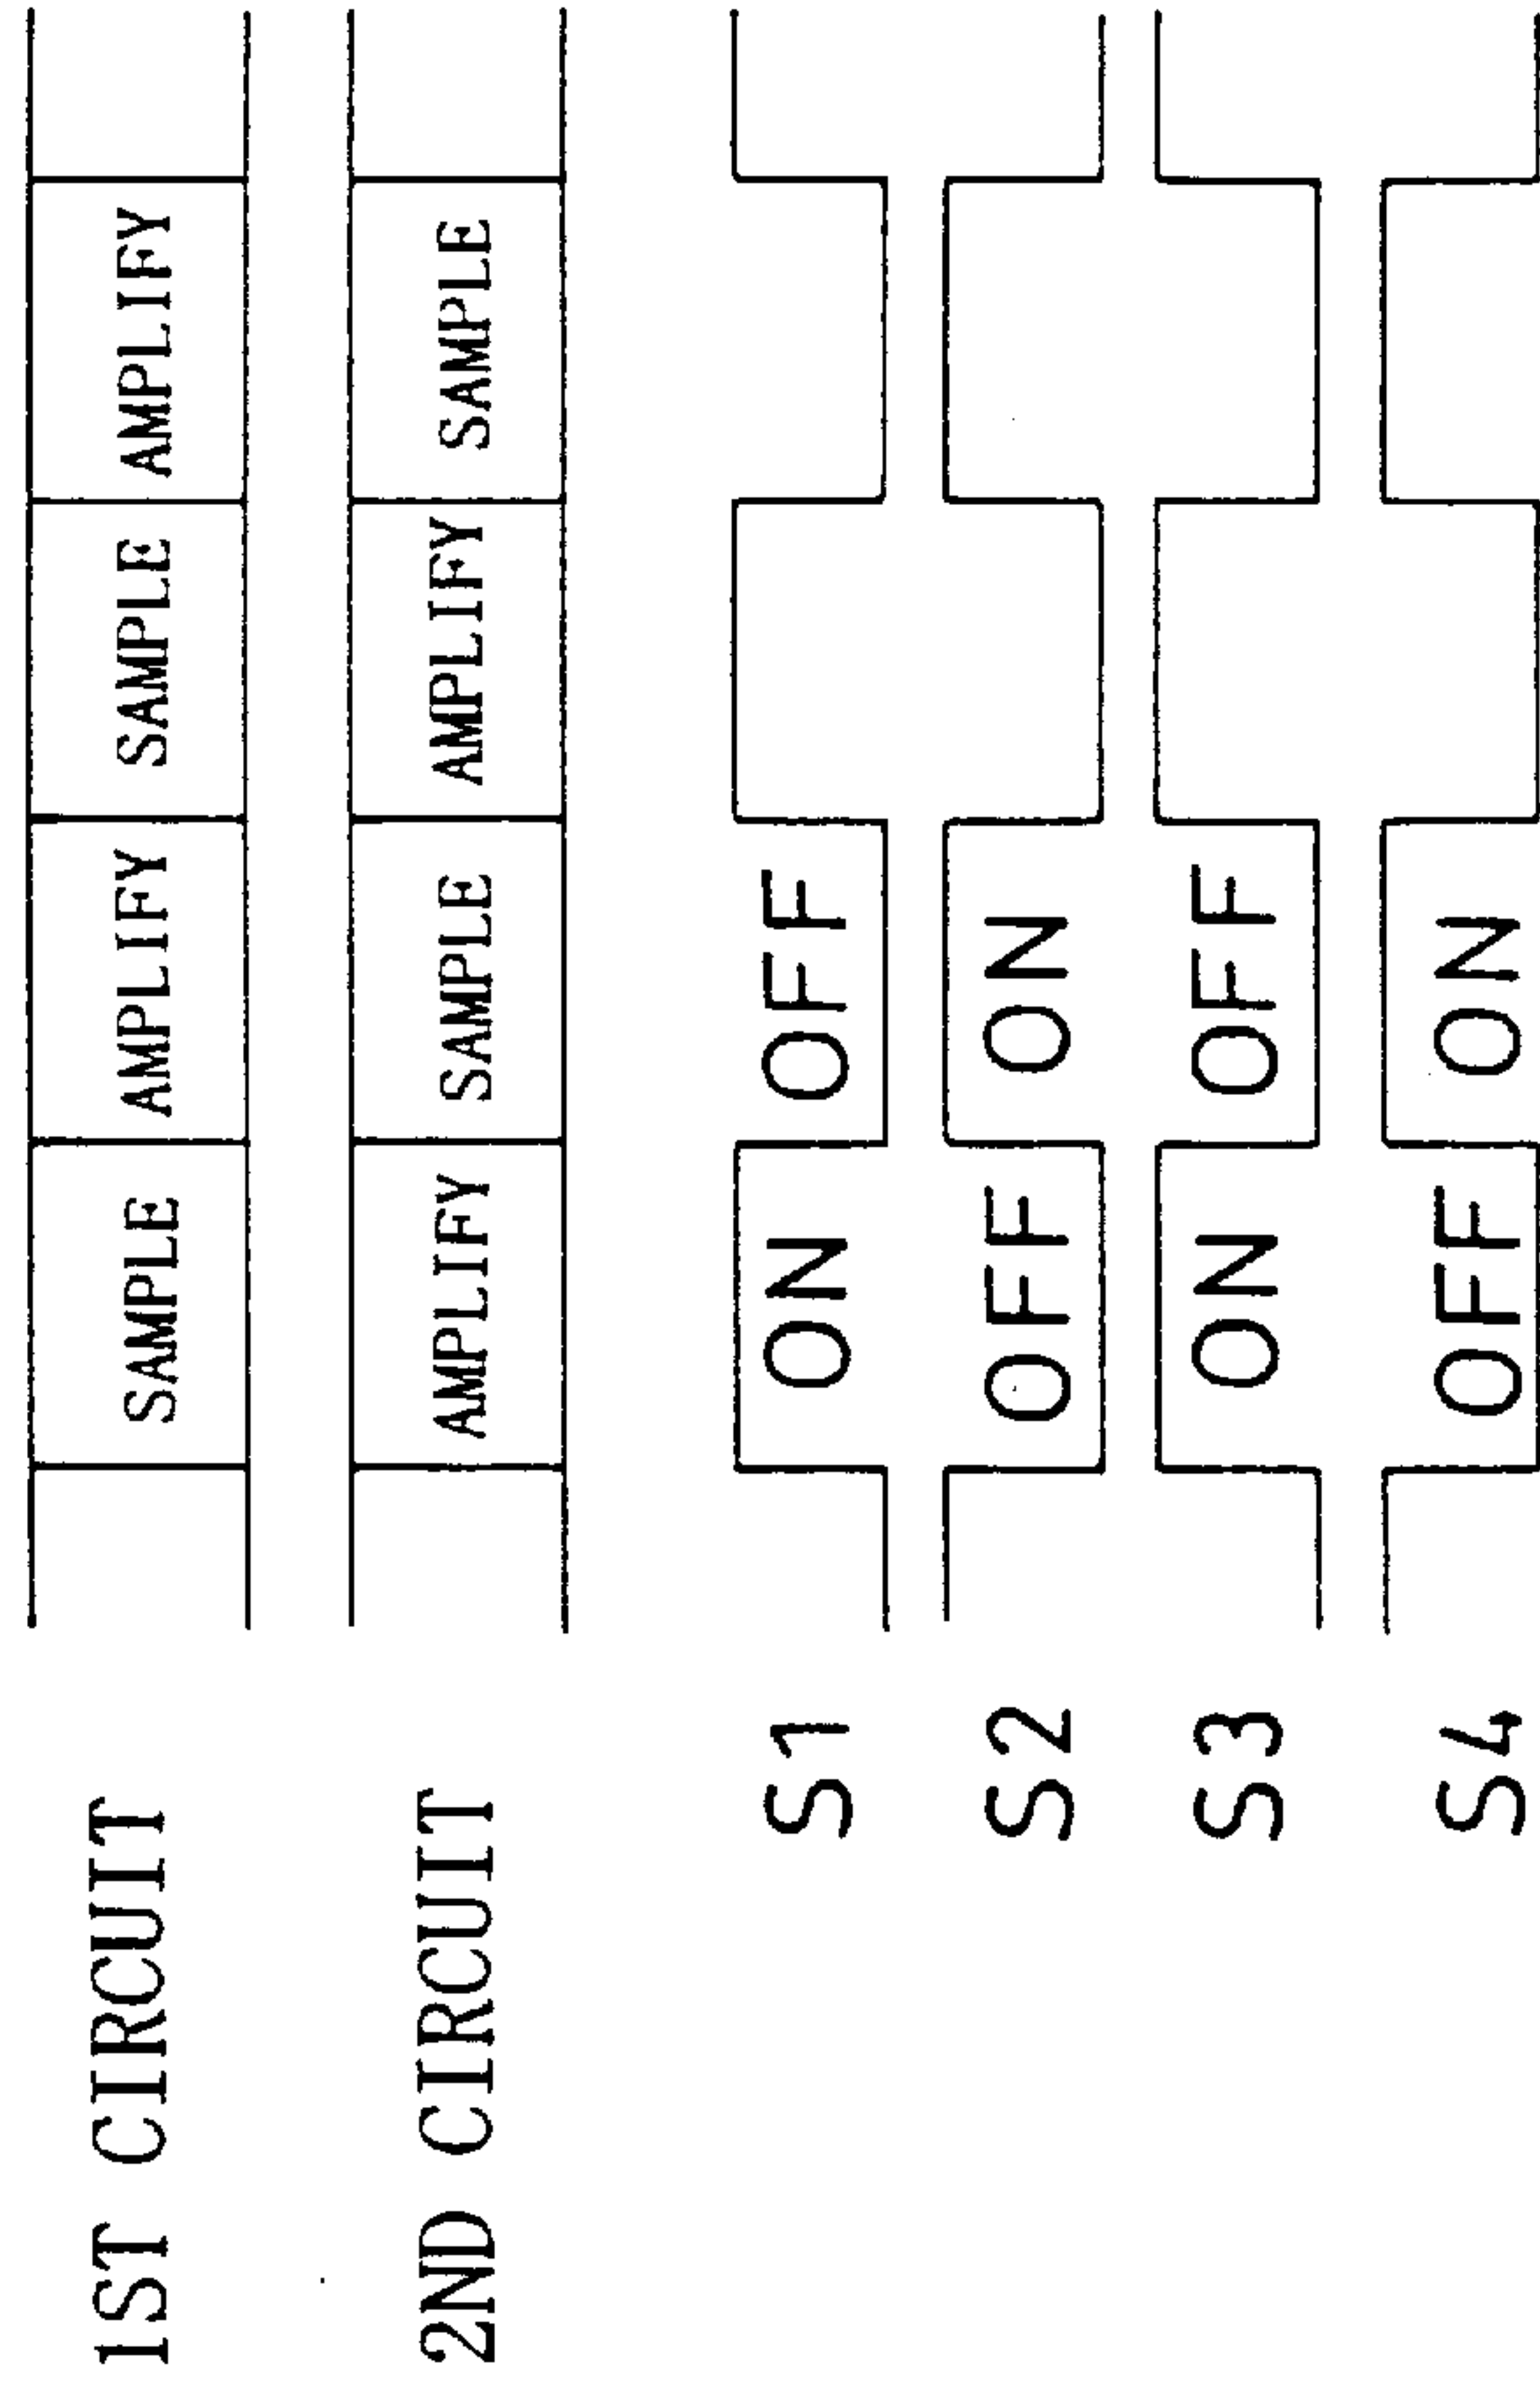 1ST CIRCUIT SAMPLE AMPLIFY SAMPLE AMPLIFY
2ND CIRCUIT AMPLIFY SAMPLE AMPLIFY SAMPLE
S1 ON OFF
S2 OFF ON
S3 ON OFF
S4 OFF ON